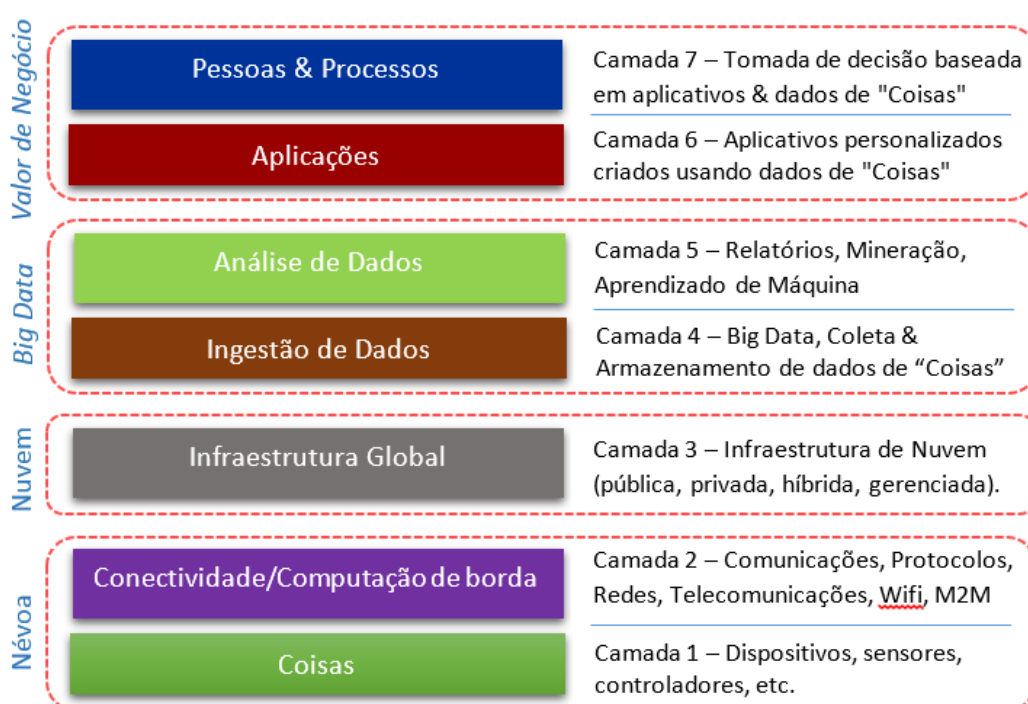 Valor de Negócio
Pessoas & Processos
Camada 7 – Tomada de decisão baseada
em aplicativos & dados de "Coisas"
Aplicações
Camada 6 – Aplicativos personalizados
criados usando dados de "Coisas"
Big Data
Análise de Dados
Camada 5 – Relatórios, Mineração,
Aprendizado de Máquina
Ingestão de Dados
Camada 4 – Big Data, Coleta &
Armazenamento de dados de “Coisas”
Nuvem
Infraestrutura Global
Camada 3 – Infraestrutura de Nuvem
(pública, privada, híbrida, gerenciada).
Névoa
Conectividade/Computação de borda
Camada 2 – Comunicações, Protocolos,
Redes, Telecomunicações, Wifi, M2M
Coisas
Camada 1 – Dispositivos, sensores,
controladores, etc.